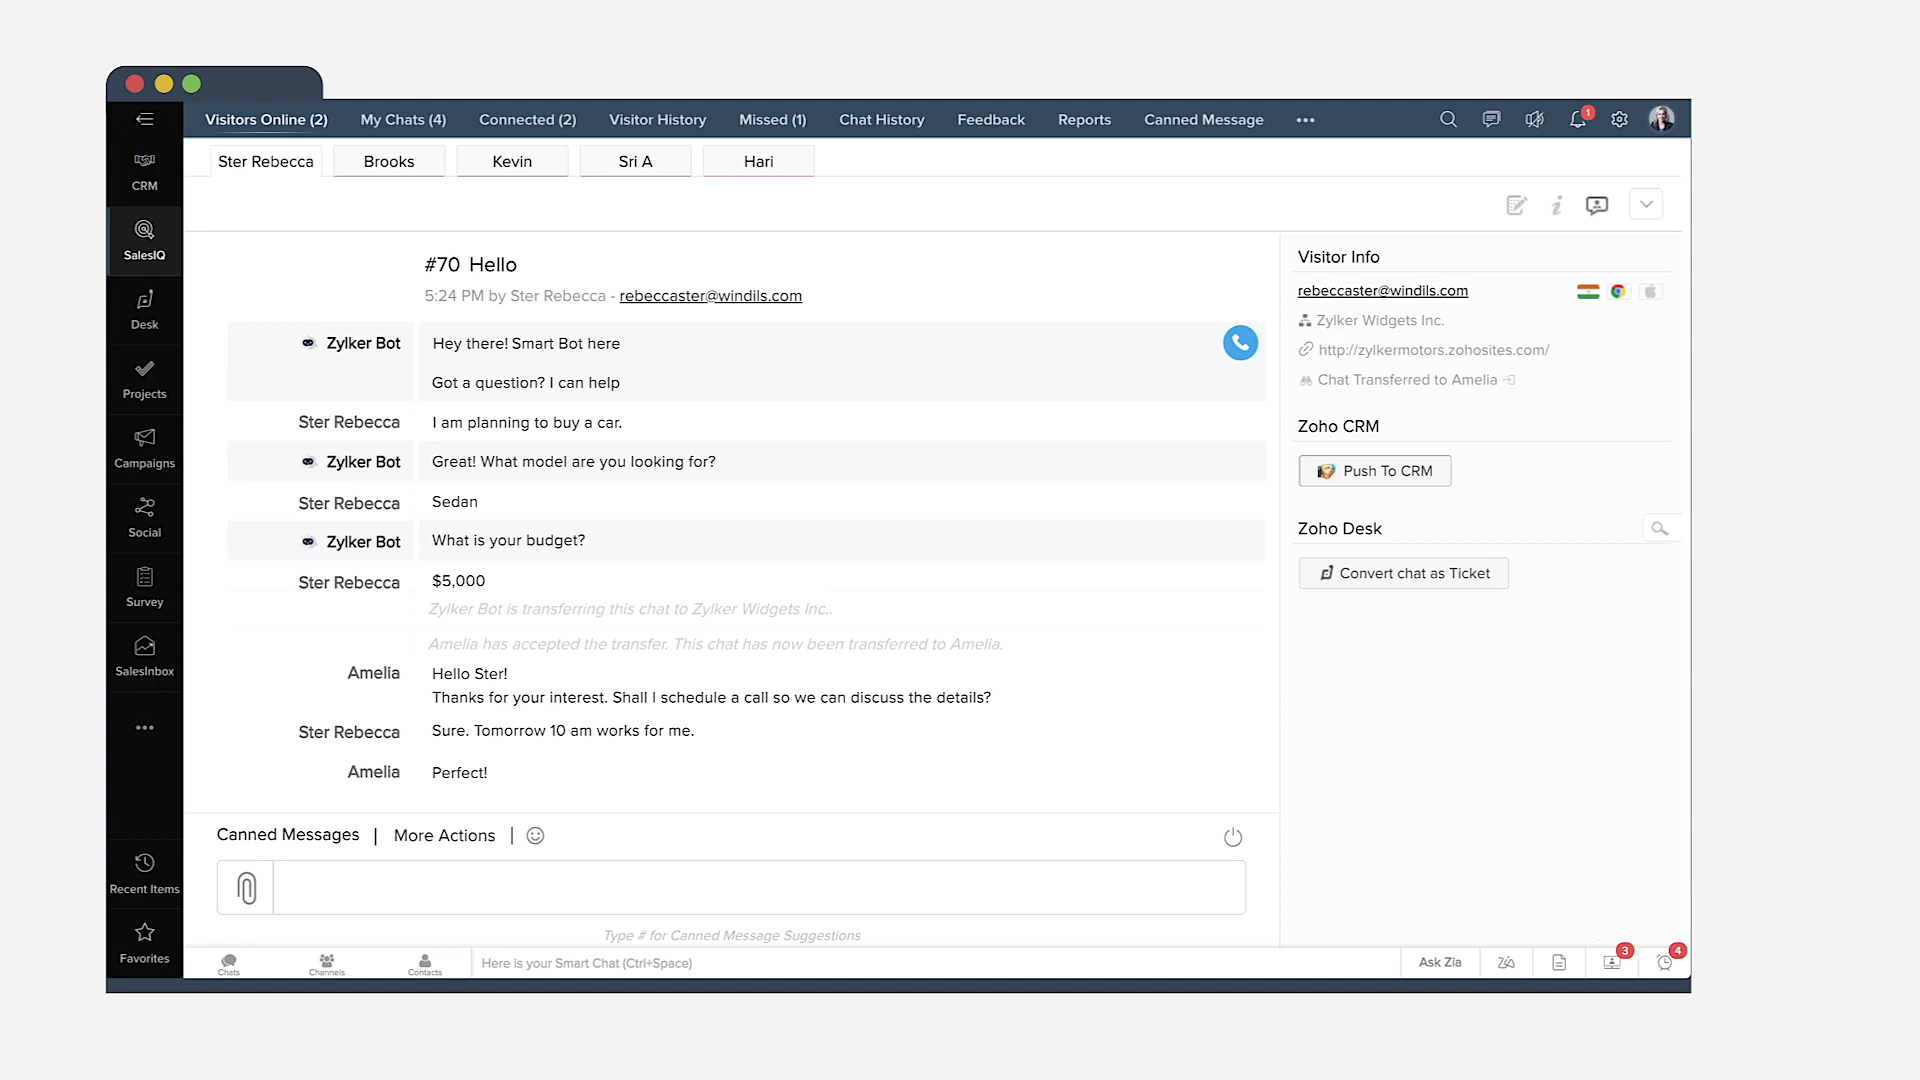 Visitors Online (2) My Chats (4) Connected (2) Visitor History Missed (1) Chat History Feedback Reports Canned Message ••• 1
Ster Rebecca Brooks Kevin Sri A Hari
CRM
SalesIQ
Desk
Projects
Campaigns
Social
Survey
SalesInbox
Recent Items
Favorites
#70 Hello
5:24 PM by Ster Rebecca - rebeccaster@windils.com
Zylker Bot Hey there! Smart Bot here
Got a question? I can help
Ster Rebecca I am planning to buy a car.
Zylker Bot Great! What model are you looking for?
Ster Rebecca Sedan
Zylker Bot What is your budget?
Ster Rebecca $5,000
Zylker Bot is transferring this chat to Zylker Widgets Inc..
Amelia has accepted the transfer. This chat has now been transferred to Amelia.
Amelia Hello Ster!
Thanks for your interest. Shall I schedule a call so we can discuss the details?
Ster Rebecca Sure. Tomorrow 10 am works for me.
Amelia Perfect!
Canned Messages | More Actions |
Type # for Canned Message Suggestions
Visitor Info
rebeccaster@windils.com
Zylker Widgets Inc.
http://zylkermotors.zohosites.com/
Chat Transferred to Amelia
Zoho CRM
Push To CRM
Zoho Desk
Convert chat as Ticket
Chats Channels Contacts Here is your Smart Chat (Ctrl+Space) Ask Zia 3 4